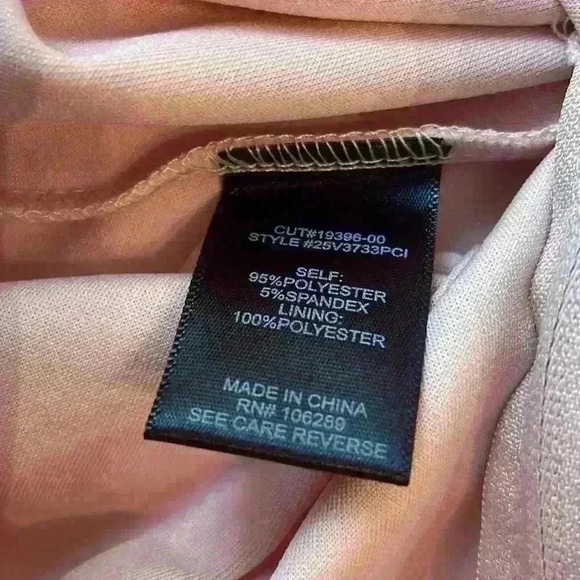 CUT#19396-00
STYLE #25V3733PCI
SELF:
95%POLYESTER
5%SPANDEX
LINING:
100%POLYESTER
MADE IN CHINA
RN# 106289
SEE CARE REVERSE